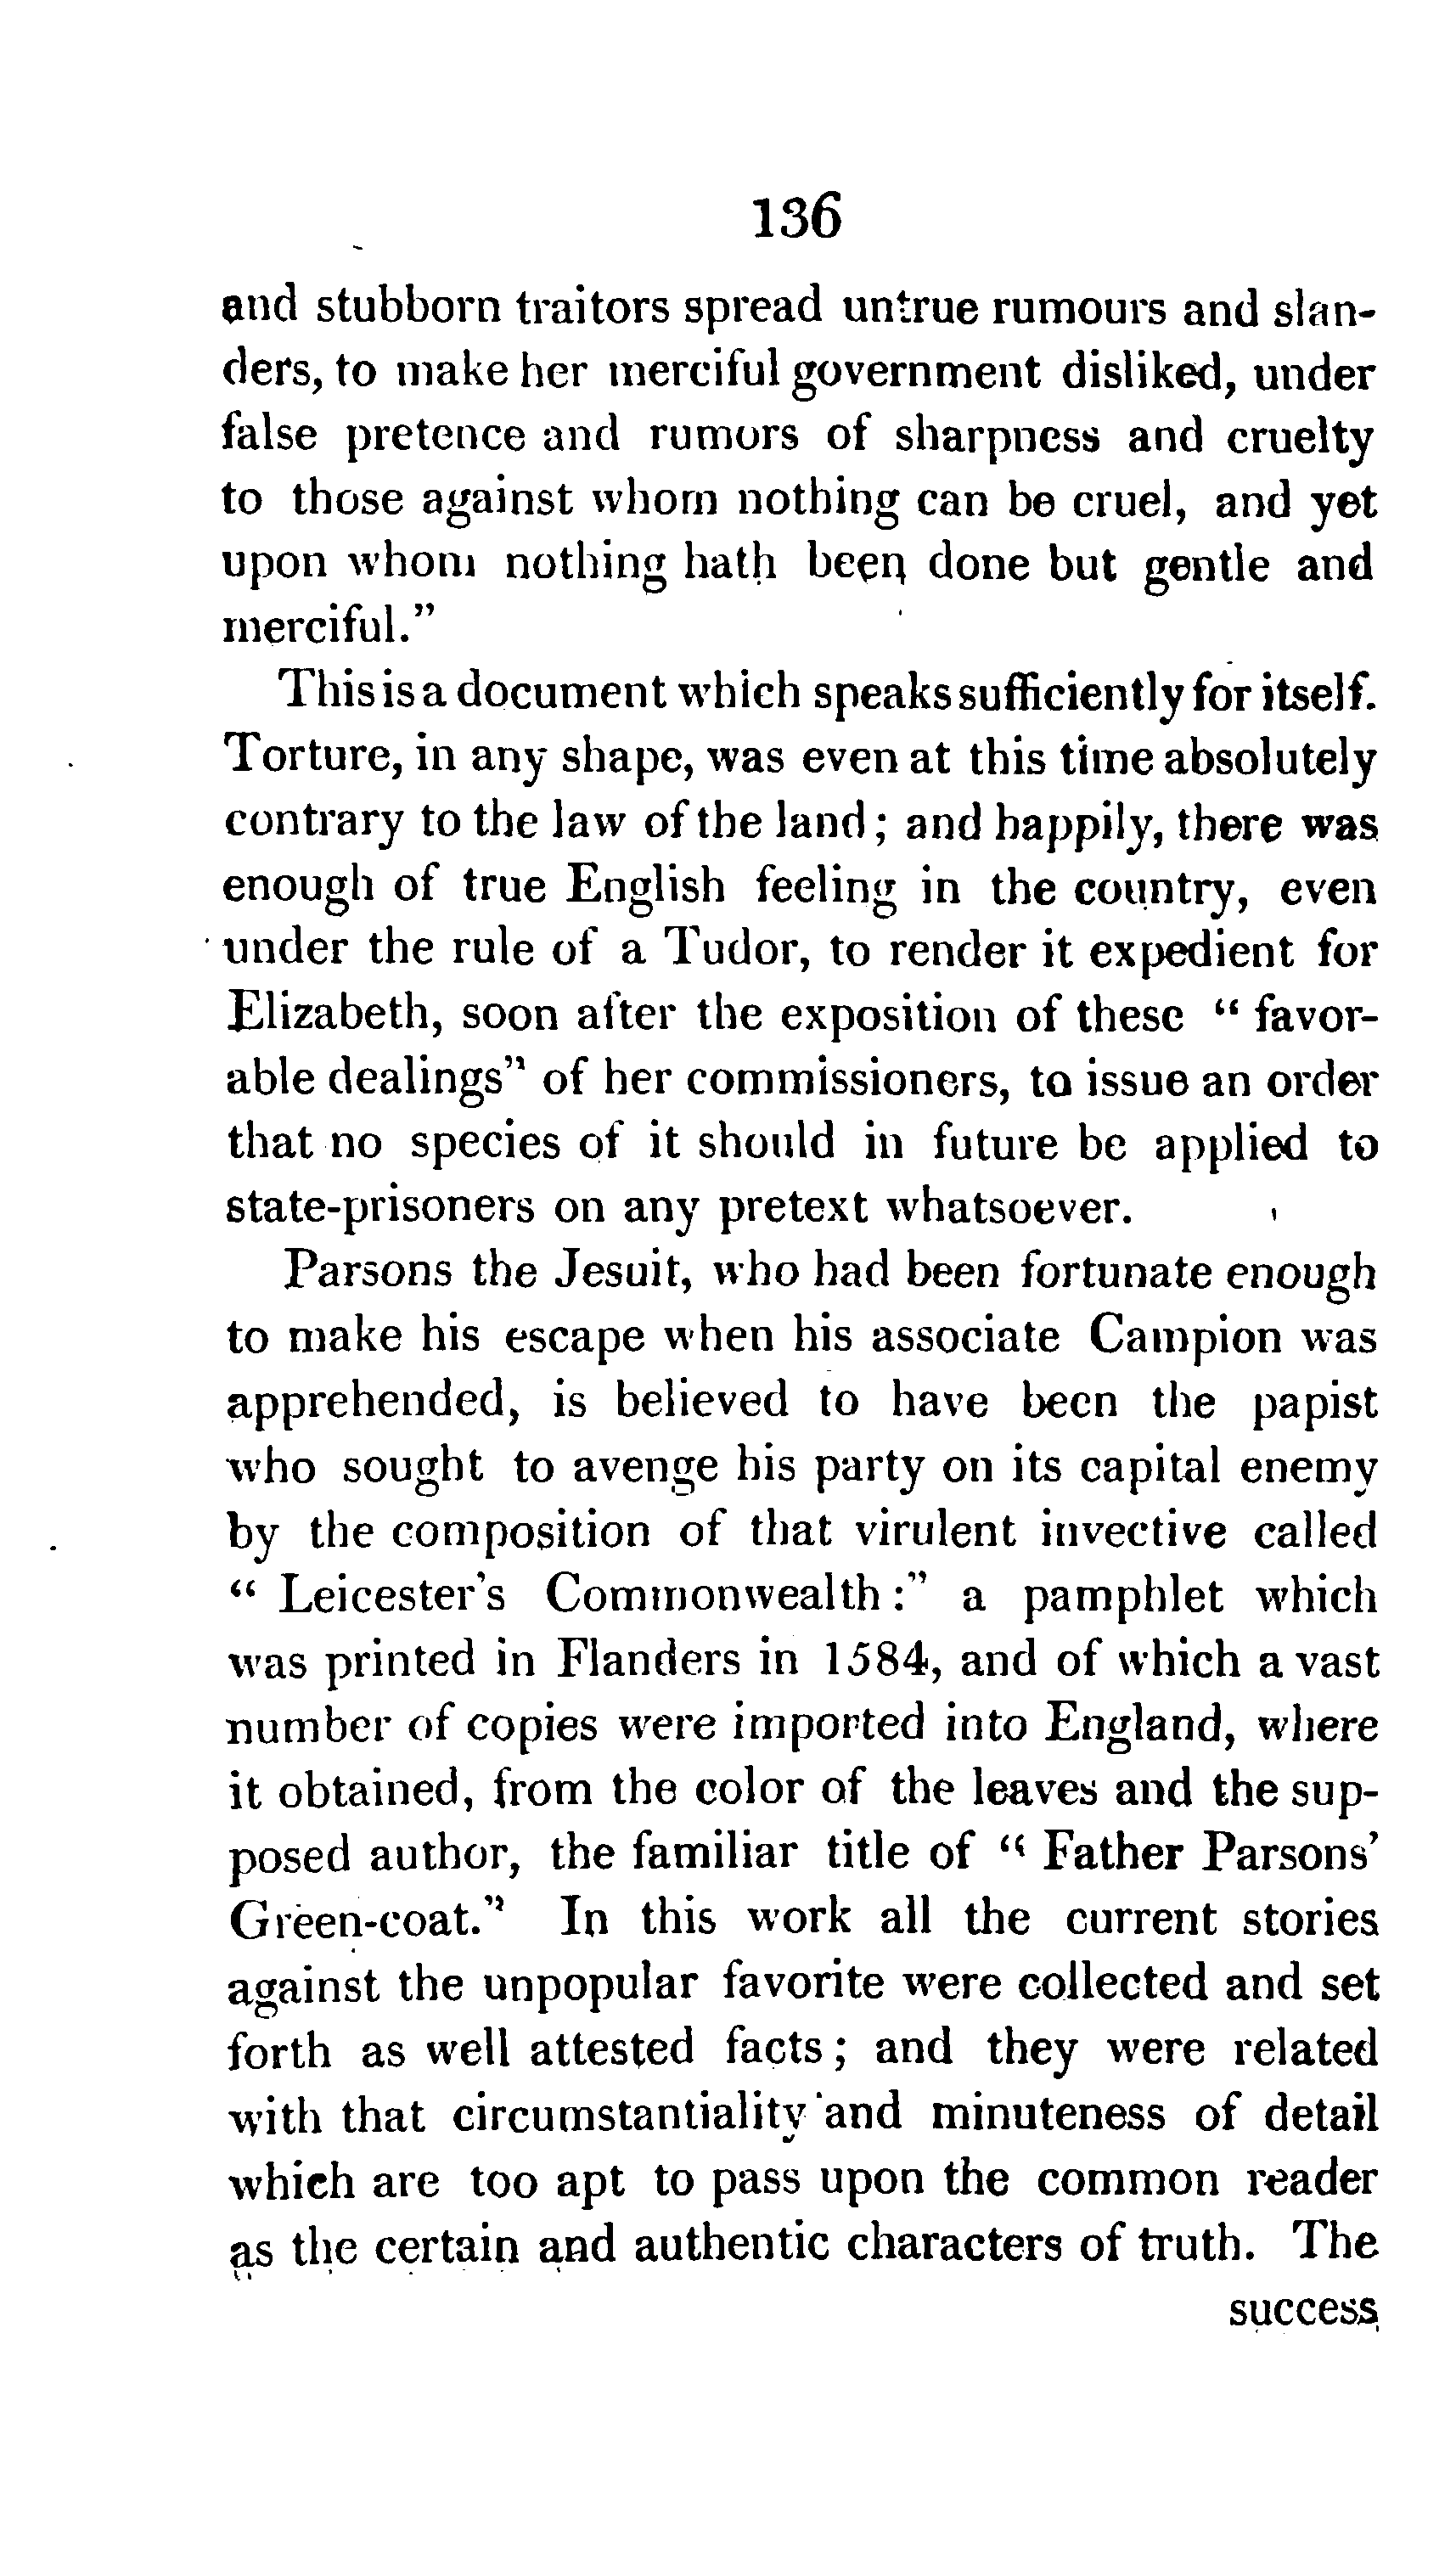 136
and stubborn traitors spread untrue rumours and slan-
ders, to make her merciful government disliked, under
false pretence and rumors of sharpness and cruelty
to those against whom nothing can be cruel, and yet
upon whom nothing hath been done but gentle and
merciful."
This is a document which speaks sufficiently for itself.
Torture, in any shape, was even at this time absolutely
contrary to the law of the land; and happily, there was
enough of true English feeling in the country, even
under the rule of a Tudor, to render it expedient for
Elizabeth, soon after the exposition of these "favor-
able dealings" of her commissioners, to issue an order
that no species of it should in future be applied to
state-prisoners on any pretext whatsoever.
Parsons the Jesuit, who had been fortunate enough
to make his escape when his associate Campion was
apprehended, is believed to have been the papist
who sought to avenge his party on its capital enemy
by the composition of that virulent invective called
"Leicester's Commonwealth:" a pamphlet which
was printed in Flanders in 1584, and of which a vast
number of copies were imported into England, where
it obtained, from the color of the leaves and the sup-
posed author, the familiar title of "Father Parsons'
Green-coat." In this work all the current stories
against the unpopular favorite were collected and set
forth as well attested facts; and they were related
with that circumstantiality and minuteness of detail
which are too apt to pass upon the common reader
as the certain and authentic characters of truth. The
success